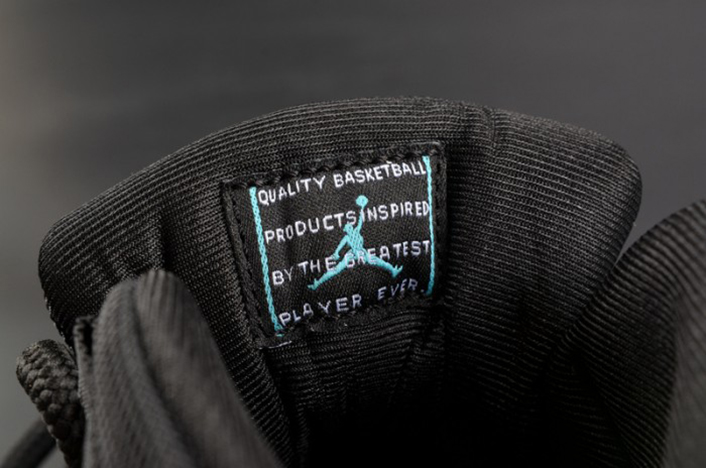 QUALITY BASKETBALL
PRODUCTS INSPIRED
BY THE GREATEST
PLAYER EVER.